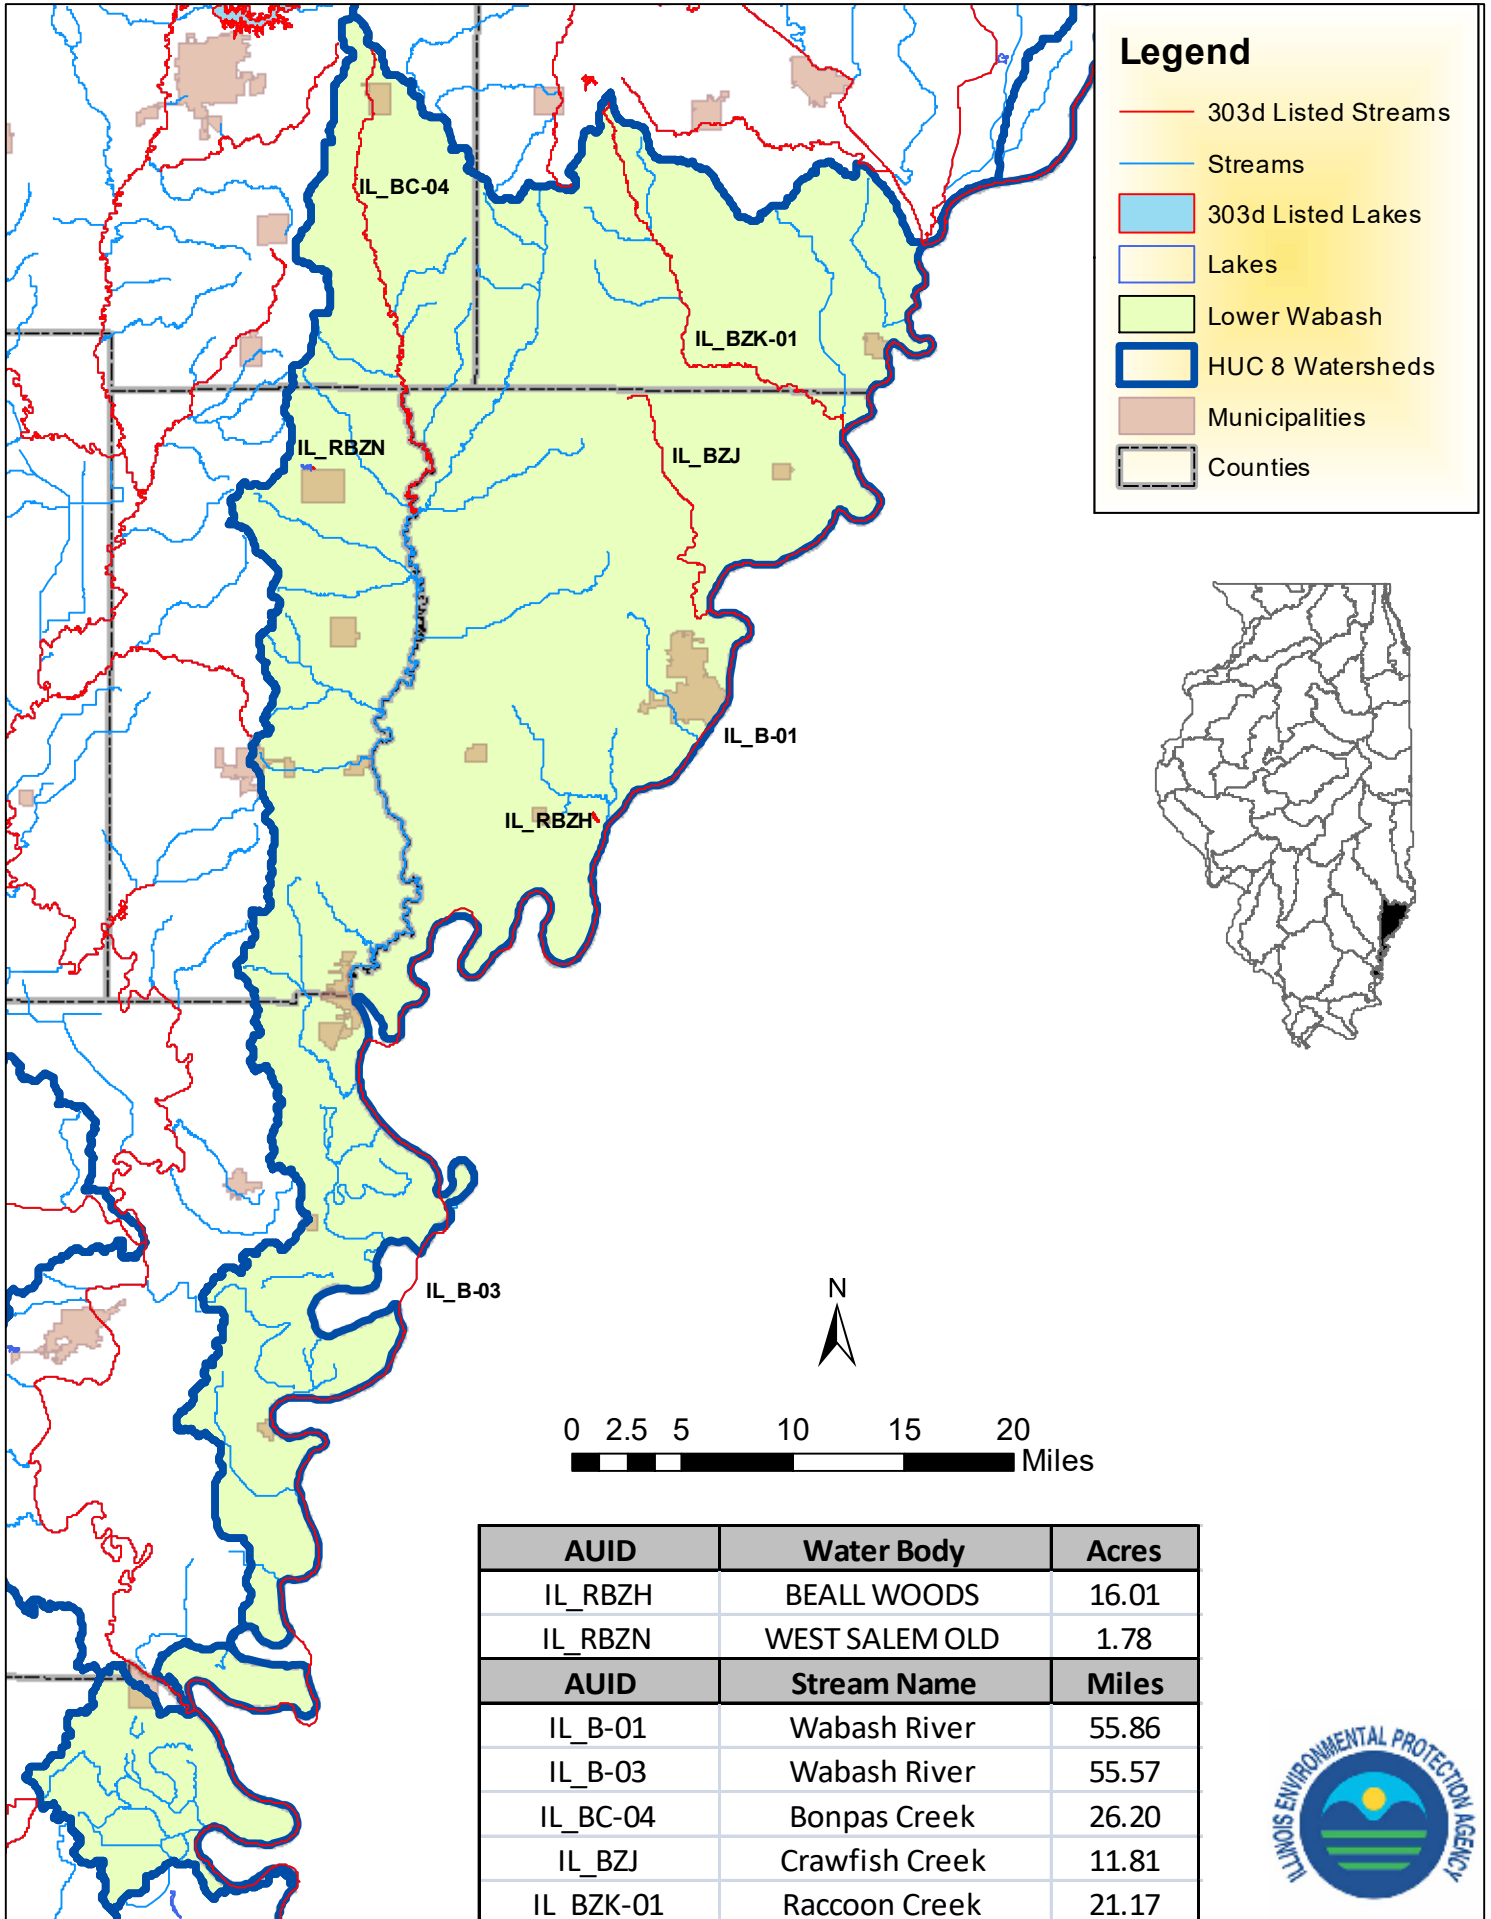 Legend
303d Listed Streams
Streams
303d Listed Lakes
Lakes
Lower Wabash
HUC 8 Watersheds
Municipalities
Counties
IL_BC-04
IL_BZK-01
IL_RBZN
IL_BZJ
IL_B-01
IL_RBZH
IL_B-03
N
0 2.5 5 10 15 20
Miles
AUID Water Body Acres
IL_RBZH BEALL WOODS 16.01
IL_RBZN WEST SALEM OLD 1.78
AUID Stream Name Miles
IL_B-01 Wabash River 55.86
IL_B-03 Wabash River 55.57
IL_BC-04 Bonpas Creek 26.20
IL_BZJ Crawfish Creek 11.81
IL_BZK-01 Raccoon Creek 21.17
ILLINOIS ENVIRONMENTAL PROTECTION AGENCY